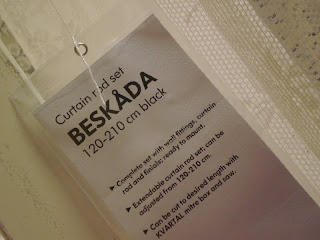 Curtain rod set
BESKÅDA
120–210 cm black
▸ Complete set with wall fittings, curtain
rod and finials; ready to mount.
▸ Extendable curtain rod set; can be
adjusted from 120-210 cm.
▸ Can be cut to desired length with
KVARTAL mitre box and saw.